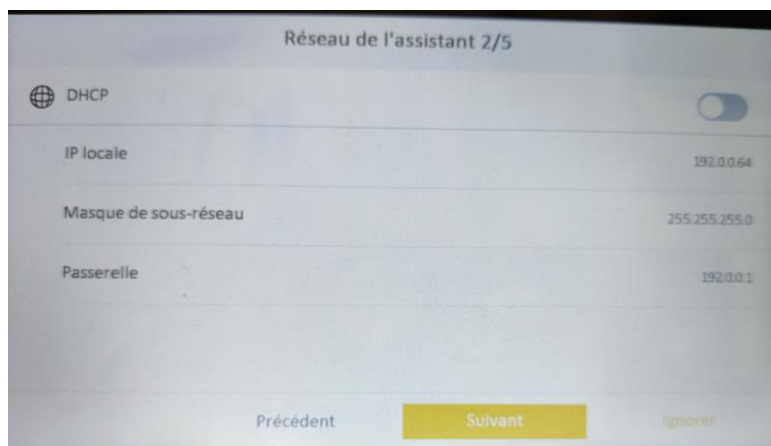 Réseau de l'assistant 2/5
DHCP
IP locale 192.0.0.64
Masque de sous-réseau 255.255.255.0
Passerelle 192.0.0.1
Précédent Suivant Ignorer